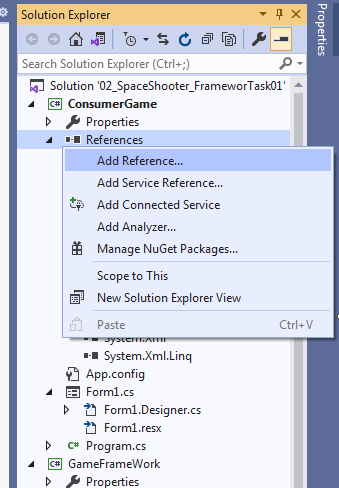 Solution Explorer
Search Solution Explorer (Ctrl+;)
Solution '02_SpaceShooter_FrameworTask01'
C# ConsumerGame
Properties
References
Add Reference...
Add Service Reference...
Add Connected Service
Add Analyzer...
Manage NuGet Packages...
Scope to This
New Solution Explorer View
Paste Ctrl+V
System.Xml
System.Xml.Linq
App.config
Form1.cs
Form1.Designer.cs
Form1.resx
C# Program.cs
C# GameFrameWork
Properties
Properties